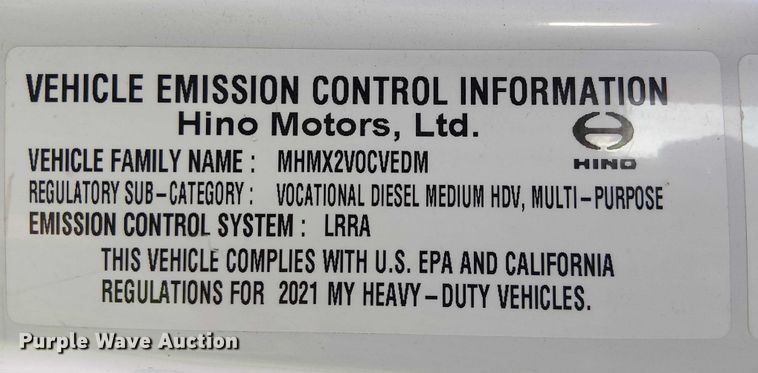 VEHICLE EMISSION CONTROL INFORMATION
Hino Motors, Ltd.
HINO
VEHICLE FAMILY NAME : MHMX2VOCVEDM
REGULATORY SUB-CATEGORY : VOCATIONAL DIESEL MEDIUM HDV, MULTI-PURPOSE
EMISSION CONTROL SYSTEM : LRRA
THIS VEHICLE COMPLIES WITH U.S. EPA AND CALIFORNIA
REGULATIONS FOR 2021 MY HEAVY-DUTY VEHICLES.
Purple Wave Auction